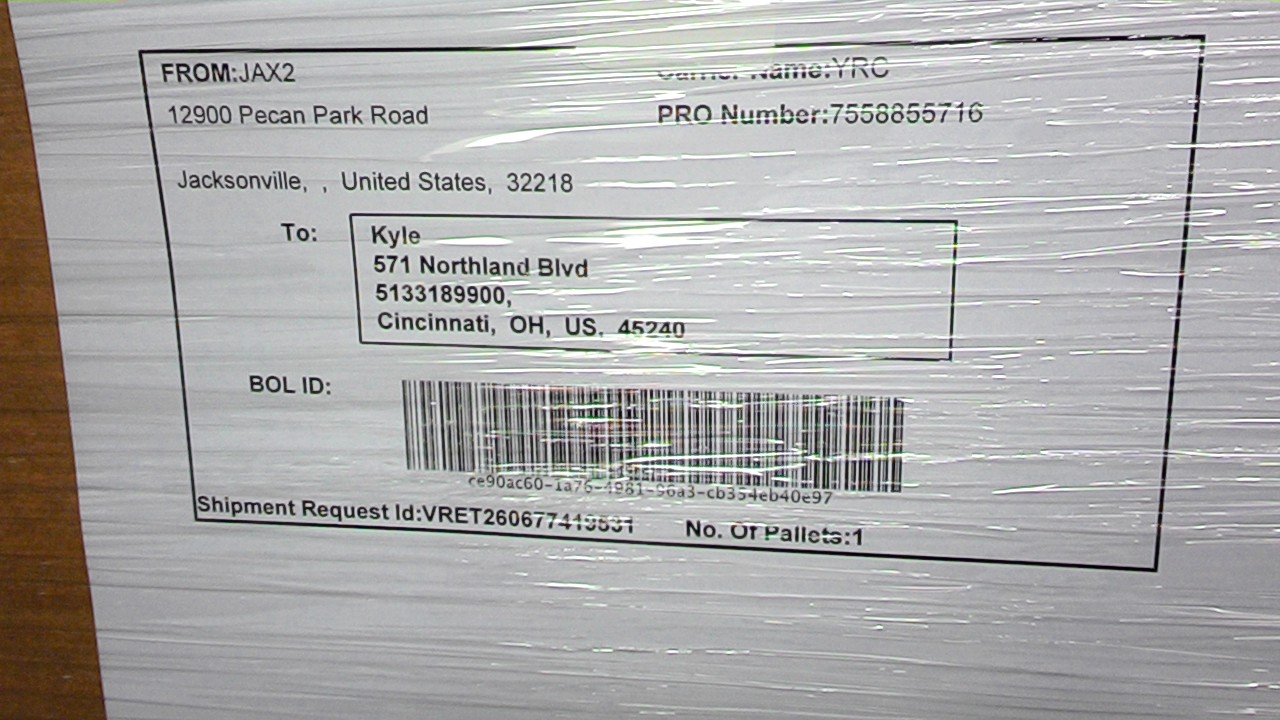 FROM:JAX2
Carrier Name:YRC
12900 Pecan Park Road
PRO Number:7558855716
Jacksonville, , United States, 32218
To:
Kyle
571 Northland Blvd
5133189900,
Cincinnati, OH, US, 45240
BOL ID:
Shipment Request Id:
No. Of Pallets:1